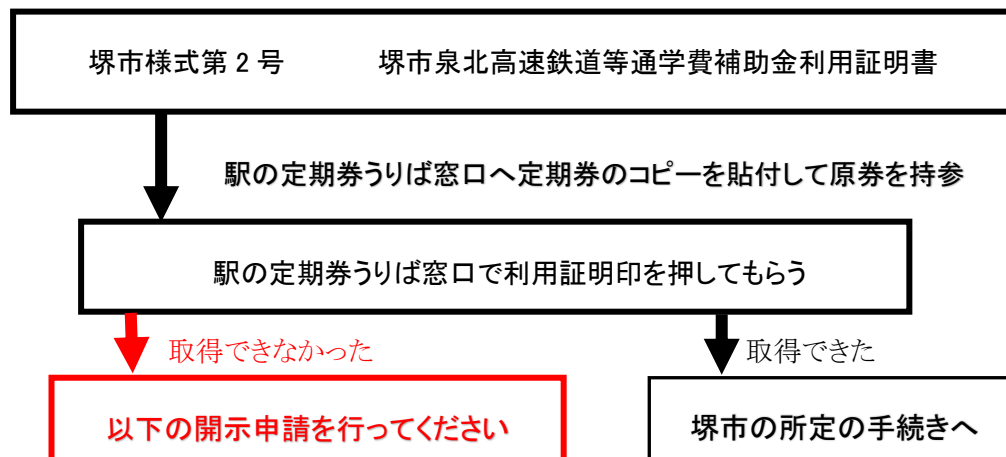 堺市様式第2号　　堺市泉北高速鉄道等通学費補助金利用証明書
駅の定期券うりば窓口へ定期券のコピーを貼付して原券を持参
駅の定期券うりば窓口で利用証明印を押してもらう
取得できなかった
取得できた
以下の開示申請を行ってください
堺市の所定の手続きへ